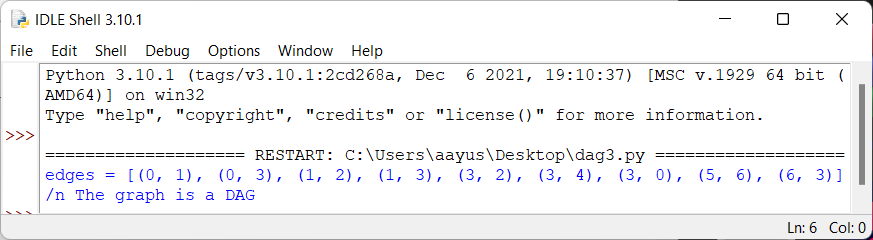 IDLE Shell 3.10.1
File Edit Shell Debug Options Window Help
Python 3.10.1 (tags/v3.10.1:2cd268a, Dec  6 2021, 19:10:37) [MSC v.1929 64 bit (
AMD64)] on win32
Type "help", "copyright", "credits" or "license()" for more information.
>>>
==================== RESTART: C:\Users\aayus\Desktop\dag3.py ===================
edges = [(0, 1), (0, 3), (1, 2), (1, 3), (3, 2), (3, 4), (3, 0), (5, 6), (6, 3)]
/n The graph is a DAG
>>>
Ln: 6 Col: 0